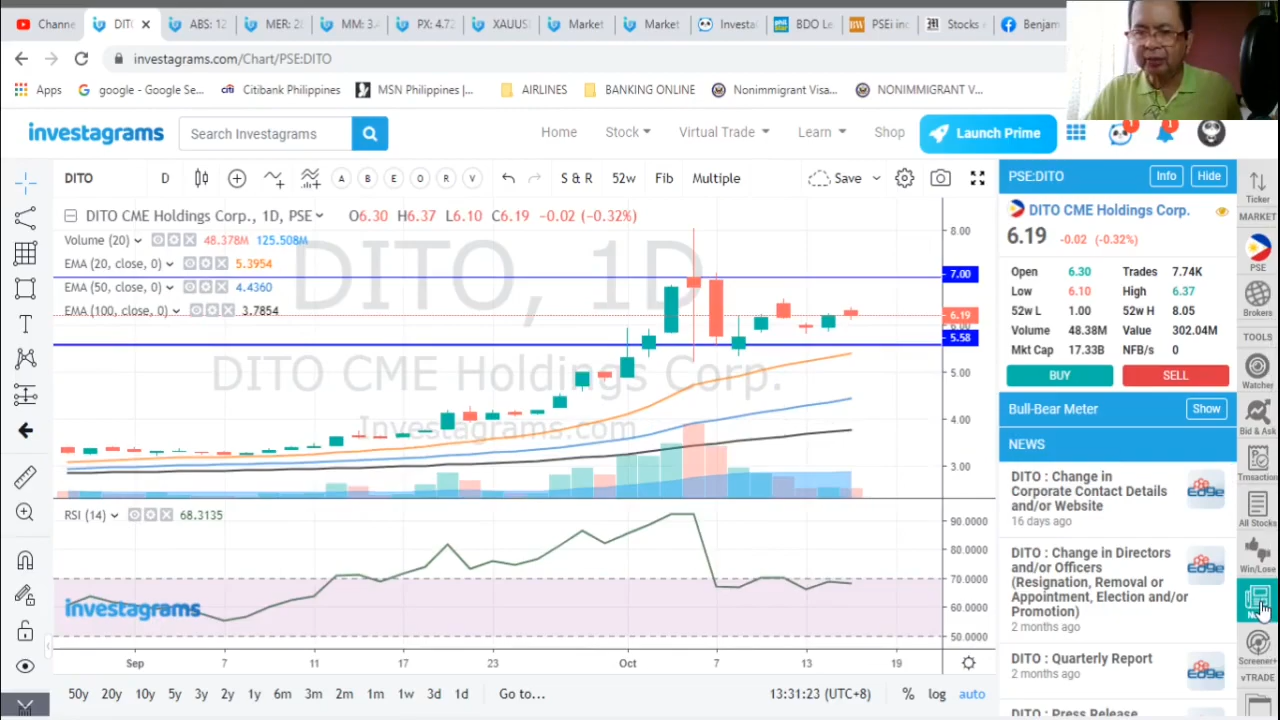 Channe
DITO
ABS: 12
MER: 28
MM: 3.4
PX: 4.72
XAUUS
Market
Market
Investa
BDO Le
PSEi inc
Stocks
Benjam
investagrams.com/Chart/PSE:DITO
Apps
google - Google Se...
Citibank Philippines
MSN Philippines |...
AIRLINES
BANKING ONLINE
Nonimmigrant Visa...
NONIMMIGRANT V...
investagrams
Search Investagrams
Home
Stock
Virtual Trade
Learn
Shop
Launch Prime
1
1
DITO
D
A
B
E
O
R
V
S & R
52w
Fib
Multiple
Save
DITO CME Holdings Corp., 1D, PSE
O6.30 H6.37 L6.10 C6.19 -0.02 (-0.32%)
Volume (20) 48.378M 125.508M
EMA (20, close, 0) 5.3954
EMA (50, close, 0) 4.4360
EMA (100, close, 0) 3.7854
DITO, 1D
DITO CME Holdings Corp.
Investagrams.com
8.00
7.00
6.19
6.00
5.58
5.00
4.00
3.00
RSI (14) 68.3135
90.0000
80.0000
70.0000
60.0000
50.0000
investagrams
Sep
7
11
17
23
Oct
7
13
19
50y
20y
10y
5y
3y
2y
1y
6m
3m
2m
1m
1w
3d
1d
Go to...
13:31:23 (UTC+8)
%
log
auto
PSE:DITO
Info
Hide
DITO CME Holdings Corp.
6.19 -0.02 (-0.32%)
Open 6.30 Trades 7.74K
Low 6.10 High 6.37
52w L 1.00 52w H 8.05
Volume 48.38M Value 302.04M
Mkt Cap 17.33B NFB/s 0
BUY
SELL
Bull-Bear Meter
Show
NEWS
DITO : Change in
Corporate Contact Details
and/or Website
16 days ago
DITO : Change in Directors
and/or Officers
(Resignation, Removal or
Appointment, Election and/or
Promotion)
2 months ago
DITO : Quarterly Report
2 months ago
DITO : Press Release
Ticker
MARKET
PSE
Brokers
TOOLS
Watcher
Bid & Ask
Trnsaction
All Stocks
Win/Lose
Screener+
vTRADE